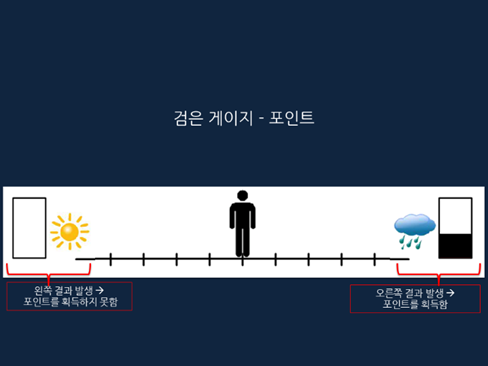 검은 게이지 - 포인트
왼쪽 결과 발생 →
포인트를 획득하지 못함
오른쪽 결과 발생 →
포인트를 획득함